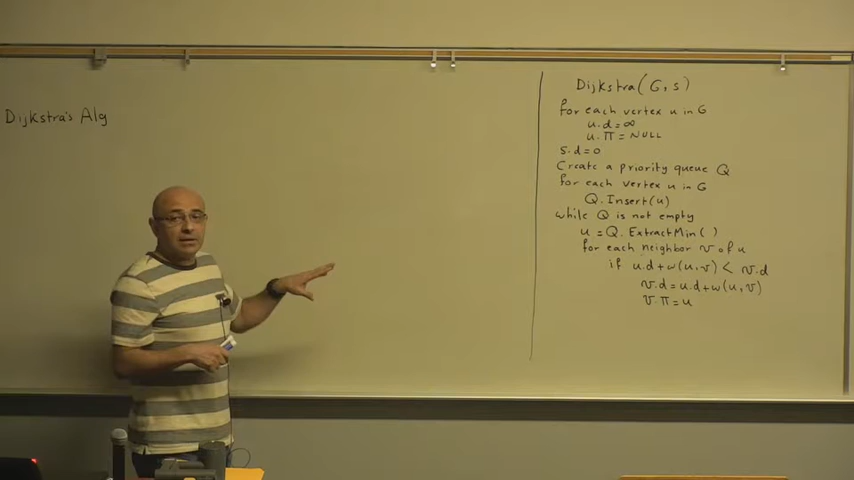 Dijkstra's Alg
Dijkstra(G,s)
for each vertex u in G
u.d=∞
u.π=NULL
s.d=0
Create a priority queue Q
for each vertex u in G
Q.Insert(u)
while Q is not empty
u=Q.ExtractMin( )
for each neighbor v of u
if u.d+w(u,v)< v.d
v.d=u.d+w(u,v)
v.π=u